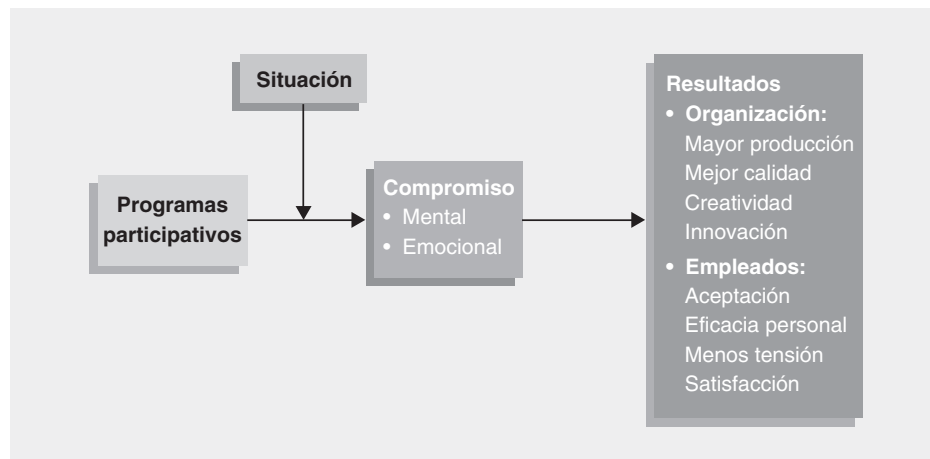 Situación
Programas
participativos
Compromiso
• Mental
• Emocional
Resultados
• Organización:
Mayor producción
Mejor calidad
Creatividad
Innovación
• Empleados:
Aceptación
Eficacia personal
Menos tensión
Satisfacción